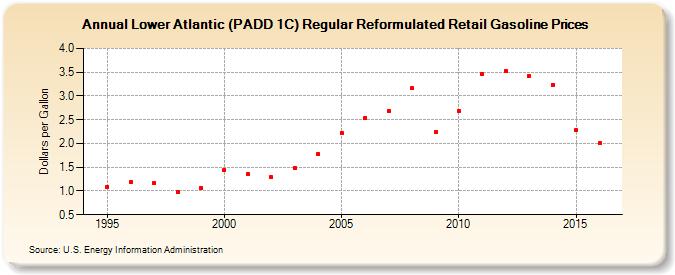 Annual Lower Atlantic (PADD 1C) Regular Reformulated Retail Gasoline Prices
Dollars per Gallon
4.0
3.5
3.0
2.5
2.0
1.5
1.0
0.5
1995 2000 2005 2010 2015
Source: U.S. Energy Information Administration